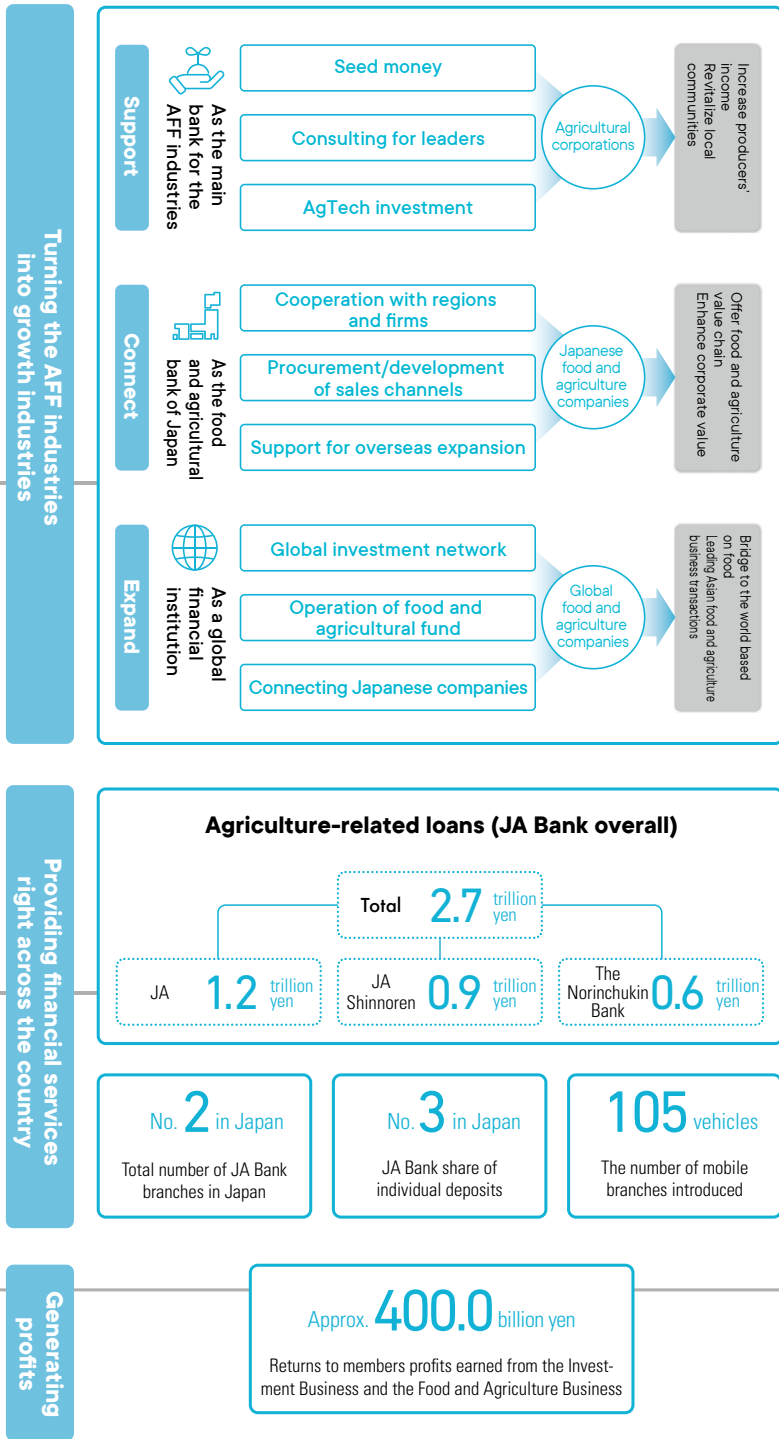 Turning the AFF industries
into growth industries
Support
As the main
bank for the
AFF industries
Seed money
Consulting for leaders
AgTech investment
Agricultural
corporations
Increase producers'
income
Revitalize local
communities
Connect
As the food
and agricultural
bank of Japan
Cooperation with regions
and firms
Procurement/development
of sales channels
Support for overseas expansion
Japanese
food and
agriculture
companies
Offer food and agriculture
value chain
Enhance corporate value
Expand
As a global
financial
institution
Global investment network
Operation of food and
agricultural fund
Connecting Japanese companies
Global
food and
agriculture
companies
Bridge to the world based
on food
Leading Asian food and agriculture
business transactions
Providing financial services
right across the country
Agriculture-related loans (JA Bank overall)
Total 2.7 trillion yen
JA 1.2 trillion yen
JA Shinnoren 0.9 trillion yen
The Norinchukin Bank 0.6 trillion yen
No. 2 in Japan
Total number of JA Bank
branches in Japan
No. 3 in Japan
JA Bank share of
individual deposits
105 vehicles
The number of mobile
branches introduced
Generating
profits
Approx. 400.0 billion yen
Returns to members profits earned from the Invest-
ment Business and the Food and Agriculture Business